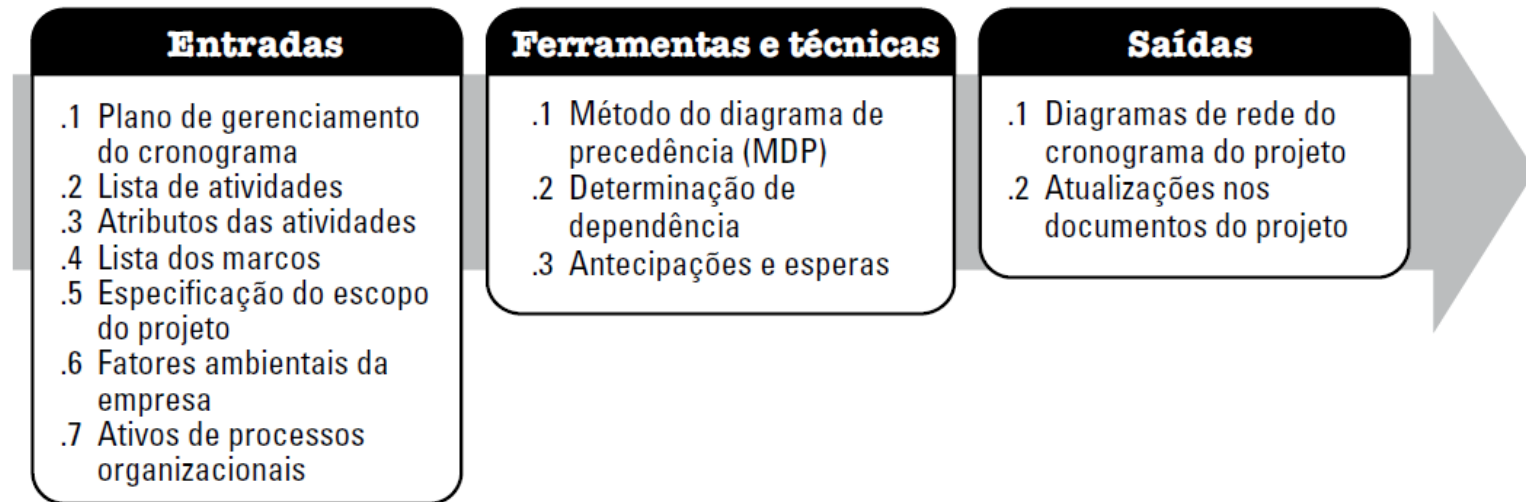 Entradas
.1 Plano de gerenciamento
do cronograma
.2 Lista de atividades
.3 Atributos das atividades
.4 Lista dos marcos
.5 Especificação do escopo
do projeto
.6 Fatores ambientais da
empresa
.7 Ativos de processos
organizacionais
Ferramentas e técnicas
.1 Método do diagrama de
precedência (MDP)
.2 Determinação de
dependência
.3 Antecipações e esperas
Saídas
.1 Diagramas de rede do
cronograma do projeto
.2 Atualizações nos
documentos do projeto